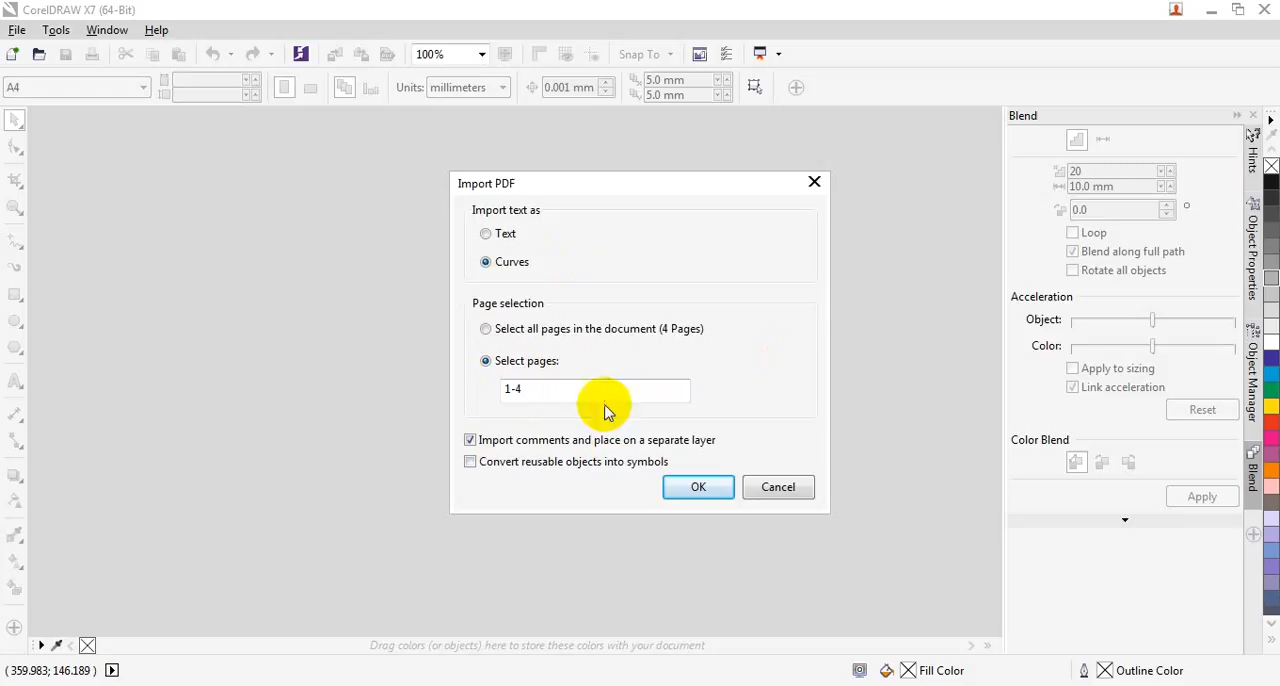 CorelDRAW X7 (64-Bit)
File Tools Window Help
100% Snap To
A4 Units: millimeters 0.001 mm 5.0 mm
5.0 mm
Blend
20
10.0 mm
0.0
Loop
Blend along full path
Rotate all objects
Acceleration
Object:
Color:
Apply to sizing
Link acceleration
Reset
Color Blend
Apply
Hints
Object Properties
Object Manager
Blend
Import PDF
Import text as
Text
Curves
Page selection
Select all pages in the document (4 Pages)
Select pages:
1-4
Import comments and place on a separate layer
Convert reusable objects into symbols
OK Cancel
Drag colors (or objects) here to store these colors with your document
( 359.983; 146.189 ) Fill Color Outline Color